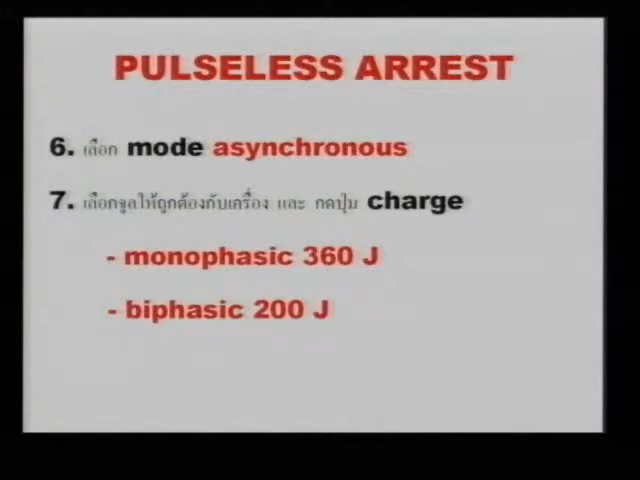 PULSELESS ARREST
6. เลือก mode asynchronous
7. เลือกจูลให้ถูกต้องกับเครื่อง และ กดปุ่ม charge
- monophasic 360 J
- biphasic 200 J